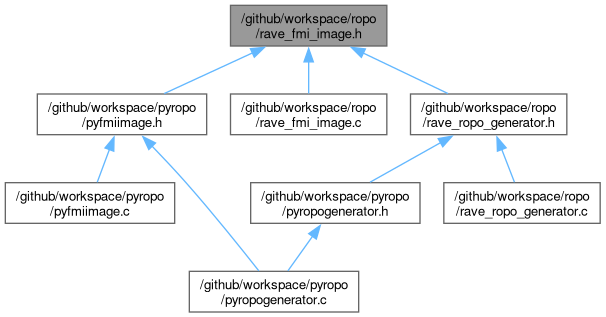 /github/workspace/ropo
/rave_fmi_image.h
/github/workspace/pyropo
/pyfmiimage.h
/github/workspace/ropo
/rave_fmi_image.c
/github/workspace/ropo
/rave_ropo_generator.h
/github/workspace/pyropo
/pyfmiimage.c
/github/workspace/pyropo
/pyropogenerator.h
/github/workspace/ropo
/rave_ropo_generator.c
/github/workspace/pyropo
/pyropogenerator.c